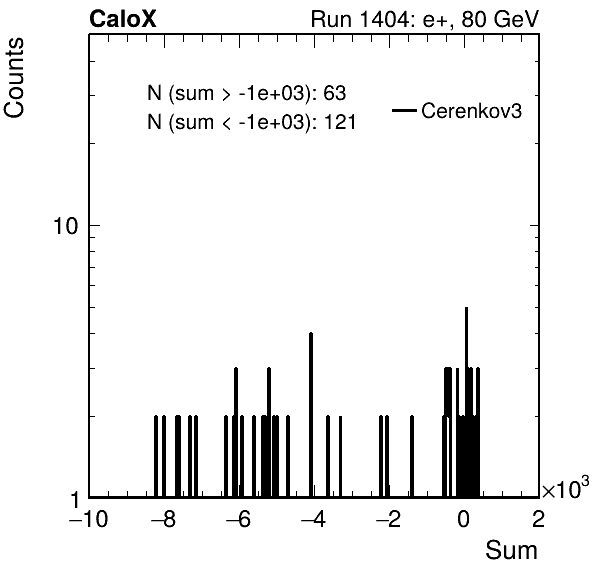 CaloX Run 1404: e+, 80 GeV
Counts
N (sum > -1e+03): 63
N (sum < -1e+03): 121
Cerenkov3
10
1
−10 −8 −6 −4 −2 0 2
×10³
Sum